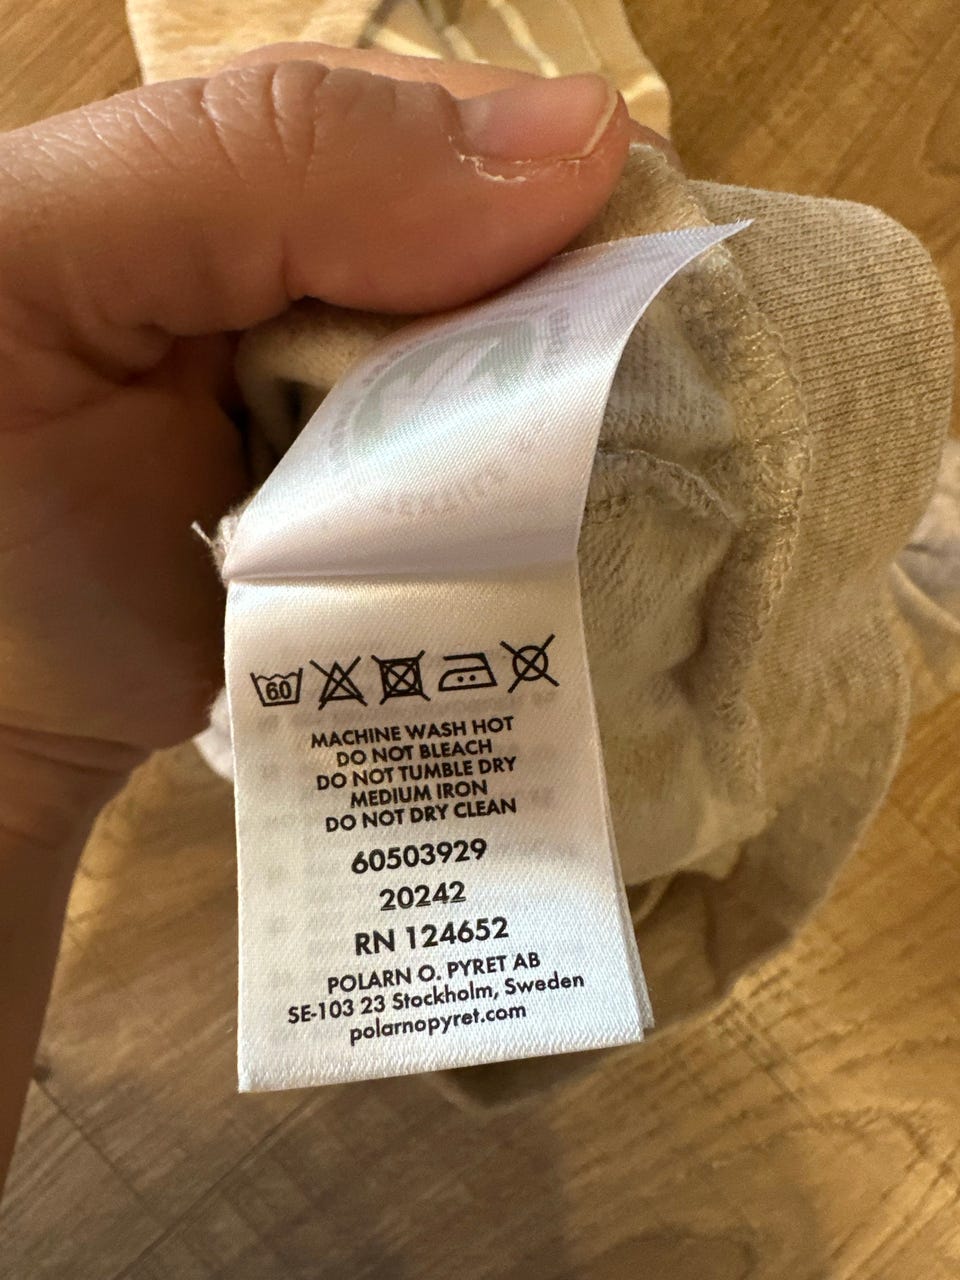 60
MACHINE WASH HOT
DO NOT BLEACH
DO NOT TUMBLE DRY
MEDIUM IRON
DO NOT DRY CLEAN
60503929
20242
RN 124652
POLARN O. PYRET AB
SE-103 23 Stockholm, Sweden
polarnopyret.com